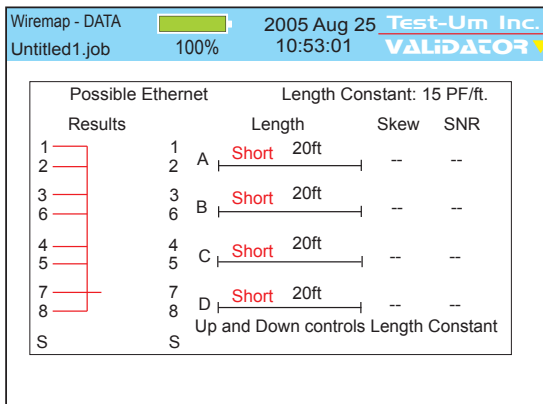 Wiremap - DATA 2005 Aug 25 Test-Um Inc.
Untitled1.job 100% 10:53:01 VALiDATOR
Possible Ethernet Length Constant: 15 PF/ft.
Results Length Skew SNR
1 1 A Short 20ft -- --
2 2
3 3 B Short 20ft -- --
6 6
4 4 C Short 20ft -- --
5 5
7 7 D Short 20ft -- --
8 8
Up and Down controls Length Constant
S S